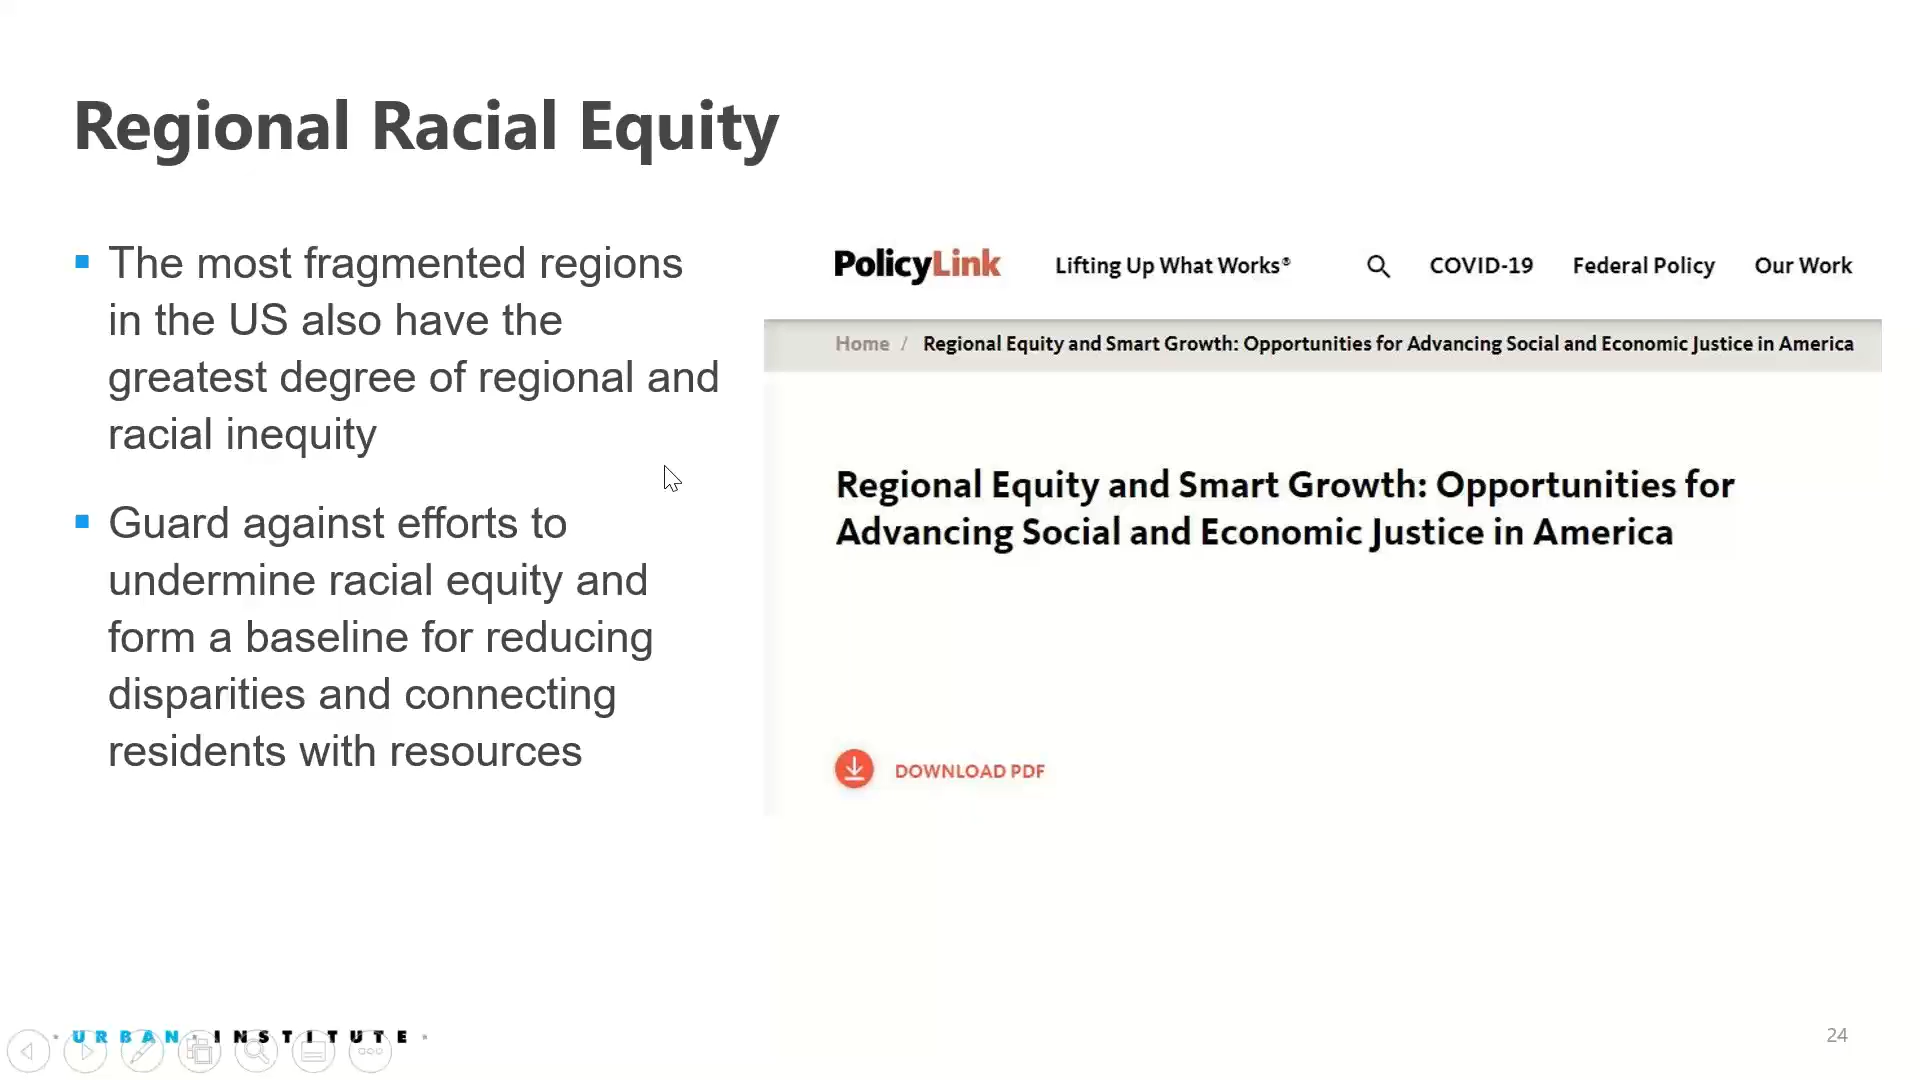 Regional Racial Equity
The most fragmented regions
in the US also have the
greatest degree of regional and
racial inequity
Guard against efforts to
undermine racial equity and
form a baseline for reducing
disparities and connecting
residents with resources
PolicyLink Lifting Up What Works® COVID-19 Federal Policy Our Work
Home / Regional Equity and Smart Growth: Opportunities for Advancing Social and Economic Justice in America
Regional Equity and Smart Growth: Opportunities for
Advancing Social and Economic Justice in America
DOWNLOAD PDF
· URBAN · INSTITUTE ·
24